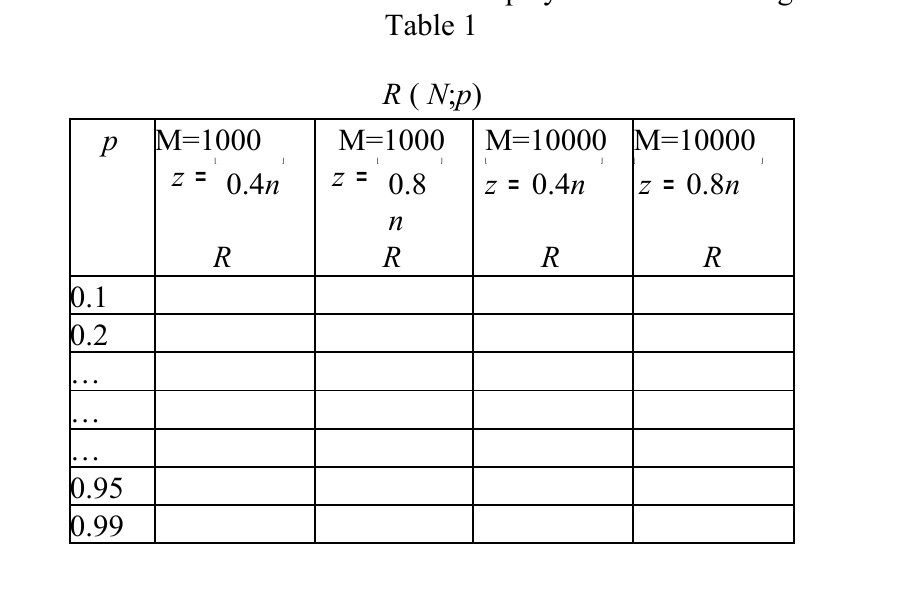 Table 1
R ( N;p)
p M=1000 M=1000 M=10000 M=10000
z = 0.4n z = 0.8 z = 0.4n z = 0.8n
n
R R R R
0.1
0.2
…
…
…
0.95
0.99